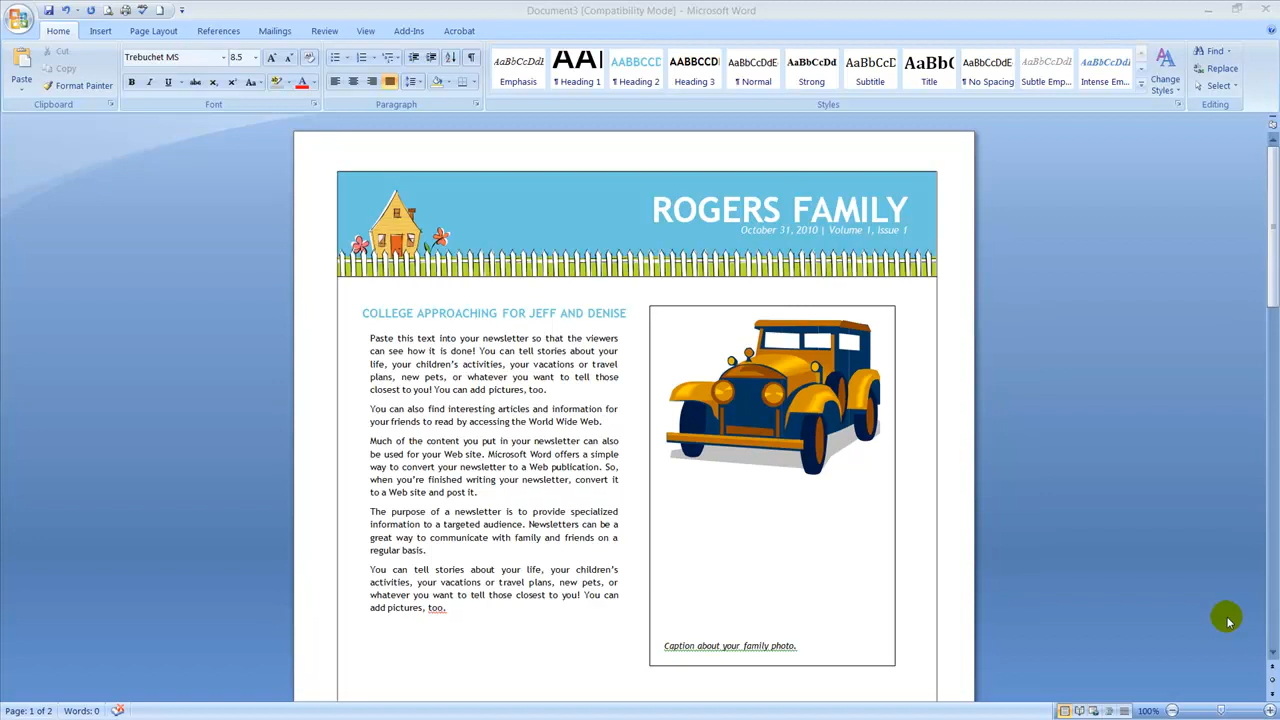 Document3 [Compatibility Mode] - Microsoft Word
Home Insert Page Layout References Mailings Review View Add-Ins Acrobat
Paste
Cut
Copy
Format Painter
Clipboard
Trebuchet MS 8.5
B I U abc x₂ x² Aa A
Font
Paragraph
AaBbCcDdI AA AABBCCD AABBCCD AaBbCcDdE AaBbCcDd AaBbCcDd AaBbC AaBbCcDdE AaBbCcDdI AaBbCcDdI
Emphasis ¶ Heading 1 ¶ Heading 2 Heading 3 ¶ Normal Strong Subtitle Title ¶ No Spacing Subtle Emp... Intense Em...
Styles
Change
Styles
Find
Replace
Select
Editing
ROGERS FAMILY
October 31, 2010 | Volume 1, Issue 1
COLLEGE APPROACHING FOR JEFF AND DENISE
Paste this text into your newsletter so that the viewers
can see how it is done! You can tell stories about your
life, your children's activities, your vacations or travel
plans, new pets, or whatever you want to tell those
closest to you! You can add pictures, too.
You can also find interesting articles and information for
your friends to read by accessing the World Wide Web.
Much of the content you put in your newsletter can also
be used for your Web site. Microsoft Word offers a simple
way to convert your newsletter to a Web publication. So,
when you're finished writing your newsletter, convert it
to a Web site and post it.
The purpose of a newsletter is to provide specialized
information to a targeted audience. Newsletters can be a
great way to communicate with family and friends on a
regular basis.
You can tell stories about your life, your children's
activities, your vacations or travel plans, new pets, or
whatever you want to tell those closest to you! You can
add pictures, too.
Caption about your family photo.
Page: 1 of 2 Words: 0 100%